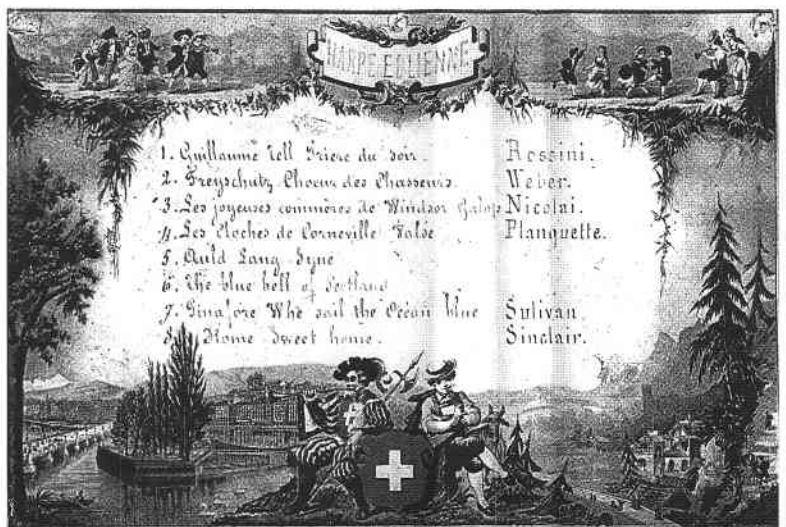 HARPE EOLIENNE
1. Guillaume Tell Prière du soir. Rossini.
2. Freyschutz Choeur des Chasseurs. Weber.
3. Les joyeuses commères de Windsor Galop Nicolai.
4. Les Cloches de Corneville Valse Planquette.
5. Auld Lang Syne
6. The blue bell of Scotland
7. Pinafore Whe sail the Océan blue Sulivan.
8. Home Sweet home. Sinclair.